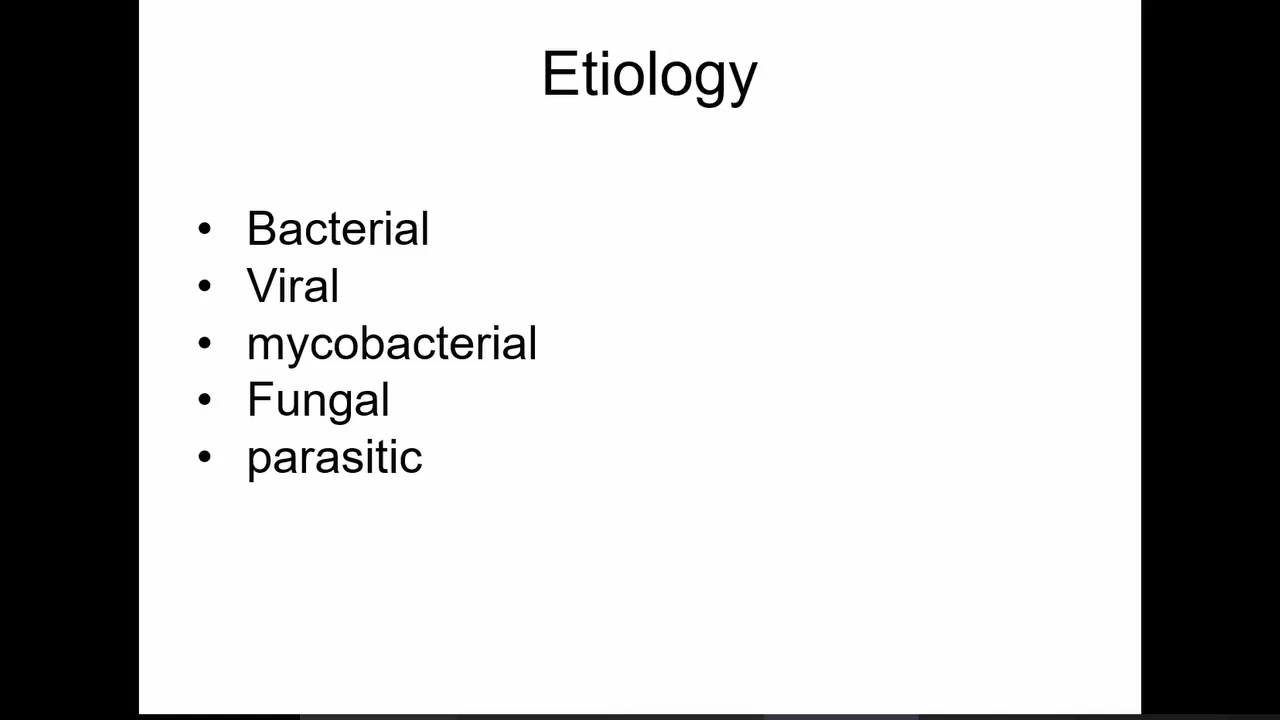 Etiology
• Bacterial
• Viral
• mycobacterial
• Fungal
• parasitic